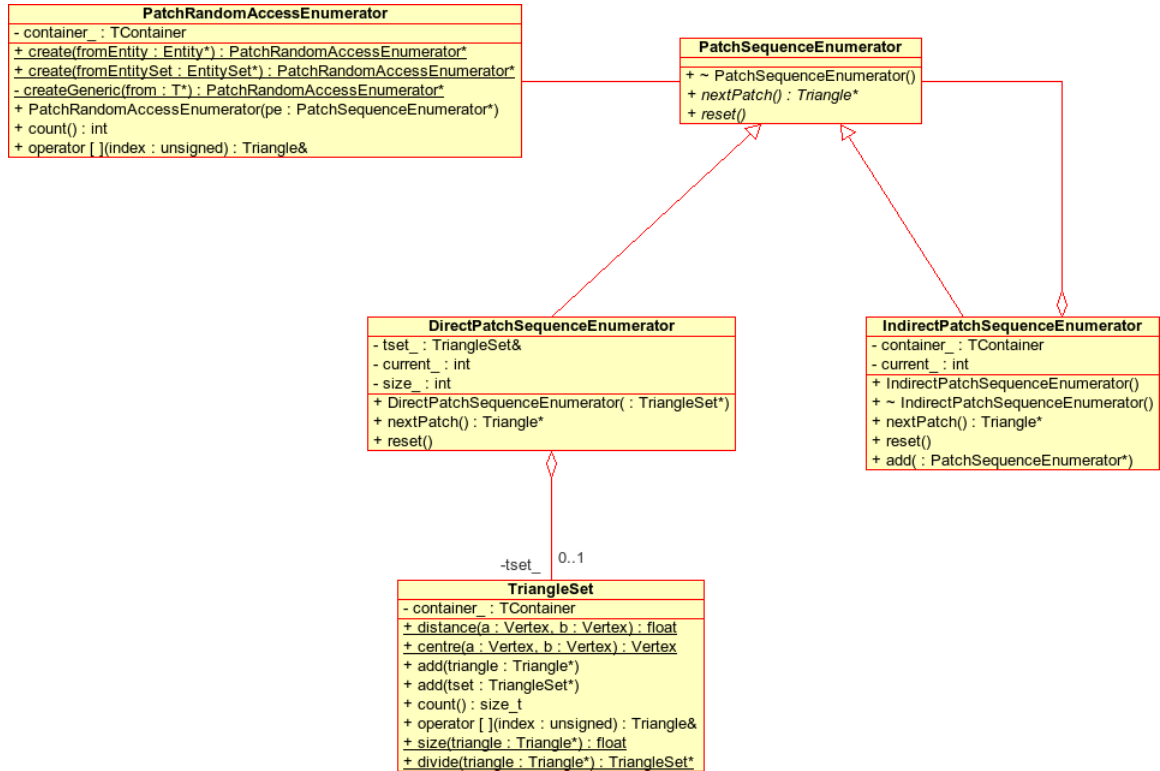 PatchRandomAccessEnumerator
- container_ : TContainer
+ create(fromEntity : Entity*) : PatchRandomAccessEnumerator*
+ create(fromEntitySet : EntitySet*) : PatchRandomAccessEnumerator*
- createGeneric(from : T*) : PatchRandomAccessEnumerator*
+ PatchRandomAccessEnumerator(pe : PatchSequenceEnumerator*)
+ count() : int
+ operator [ ](index : unsigned) : Triangle&
PatchSequenceEnumerator
+ ~ PatchSequenceEnumerator()
+ nextPatch() : Triangle*
+ reset()
DirectPatchSequenceEnumerator
- tset_ : TriangleSet&
- current_ : int
- size_ : int
+ DirectPatchSequenceEnumerator( : TriangleSet*)
+ nextPatch() : Triangle*
+ reset()
IndirectPatchSequenceEnumerator
- container_ : TContainer
- current_ : int
+ IndirectPatchSequenceEnumerator()
+ ~ IndirectPatchSequenceEnumerator()
+ nextPatch() : Triangle*
+ reset()
+ add( : PatchSequenceEnumerator*)
-tset_
0..1
TriangleSet
- container_ : TContainer
+ distance(a : Vertex, b : Vertex) : float
+ centre(a : Vertex, b : Vertex) : Vertex
+ add(triangle : Triangle*)
+ add(tset : TriangleSet*)
+ count() : size_t
+ operator [ ](index : unsigned) : Triangle&
+ size(triangle : Triangle*) : float
+ divide(triangle : Triangle*) : TriangleSet*